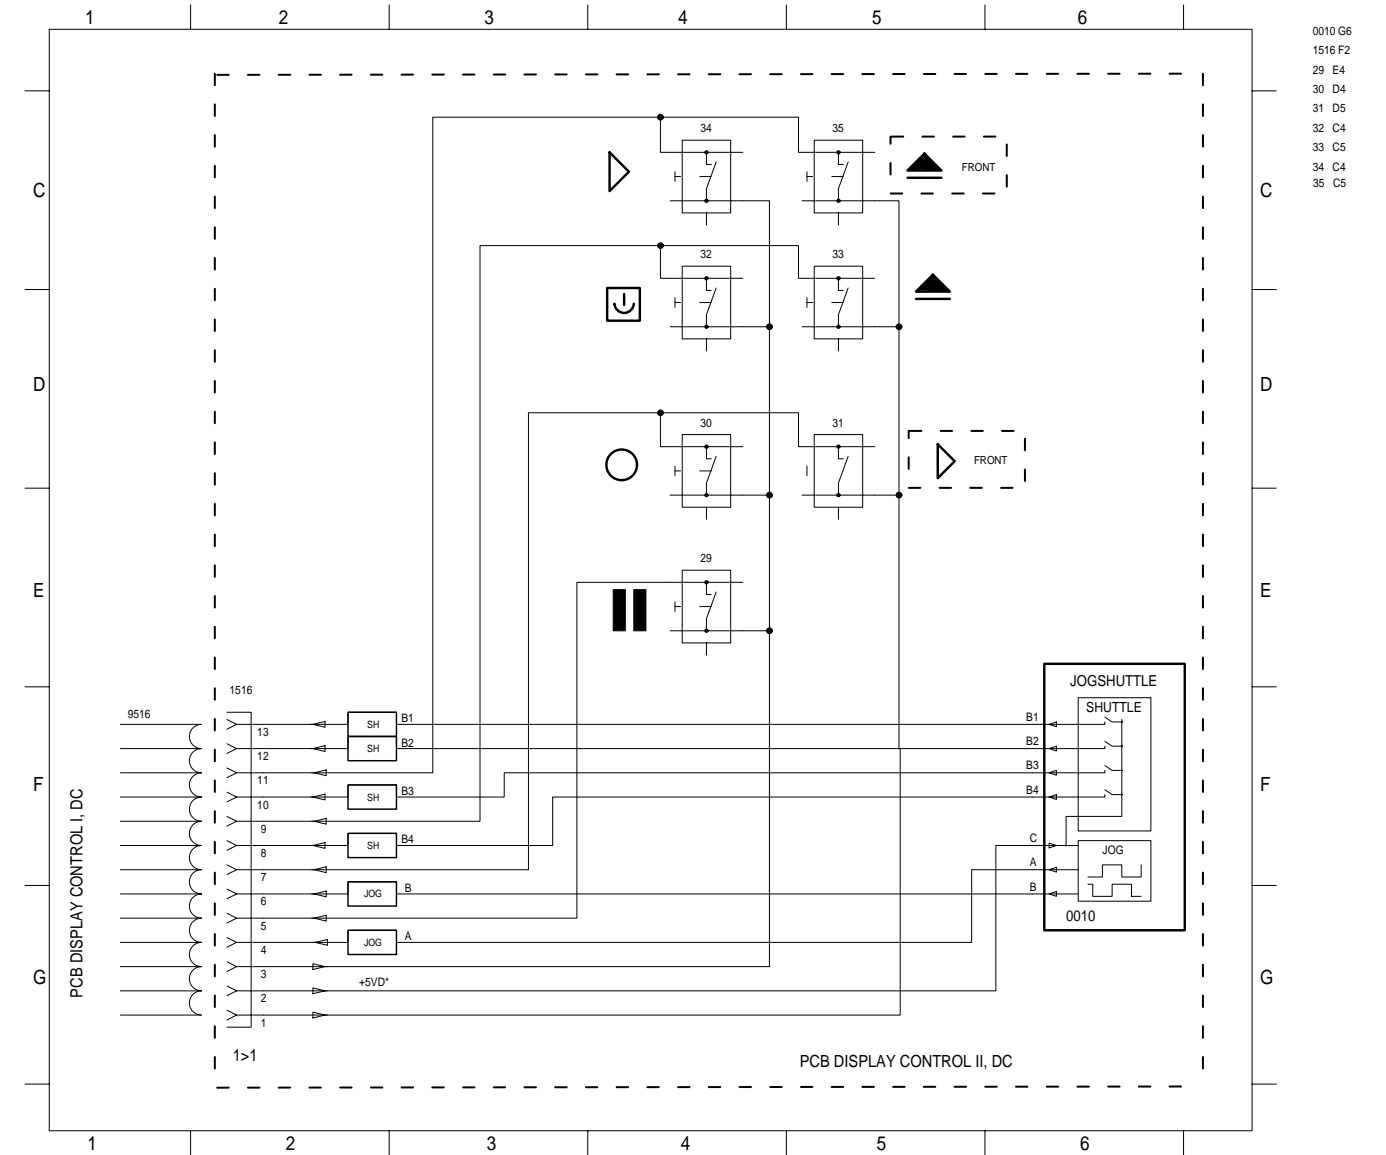 1 2 3 4 5 6
0010 G6
1516 F2
29 E4
30 D4
31 D5
32 C4
33 C5
34 C4
35 C5
34 35
FRONT
C C
32 33
D D
30 31
FRONT
29
E E
JOGSHUTTLE
1516
SHUTTLE
9516
SH B1 B1
13
SH B2 B2
12
B3
11
F F
SH B3 B4
10
9
C
SH B4
8
JOG
A
7
JOG B B
6
0010
5
JOG A
4
G G
3
+5VD*
2
1
PCB DISPLAY CONTROL I, DC
1>1
PCB DISPLAY CONTROL II, DC
1 2 3 4 5 6